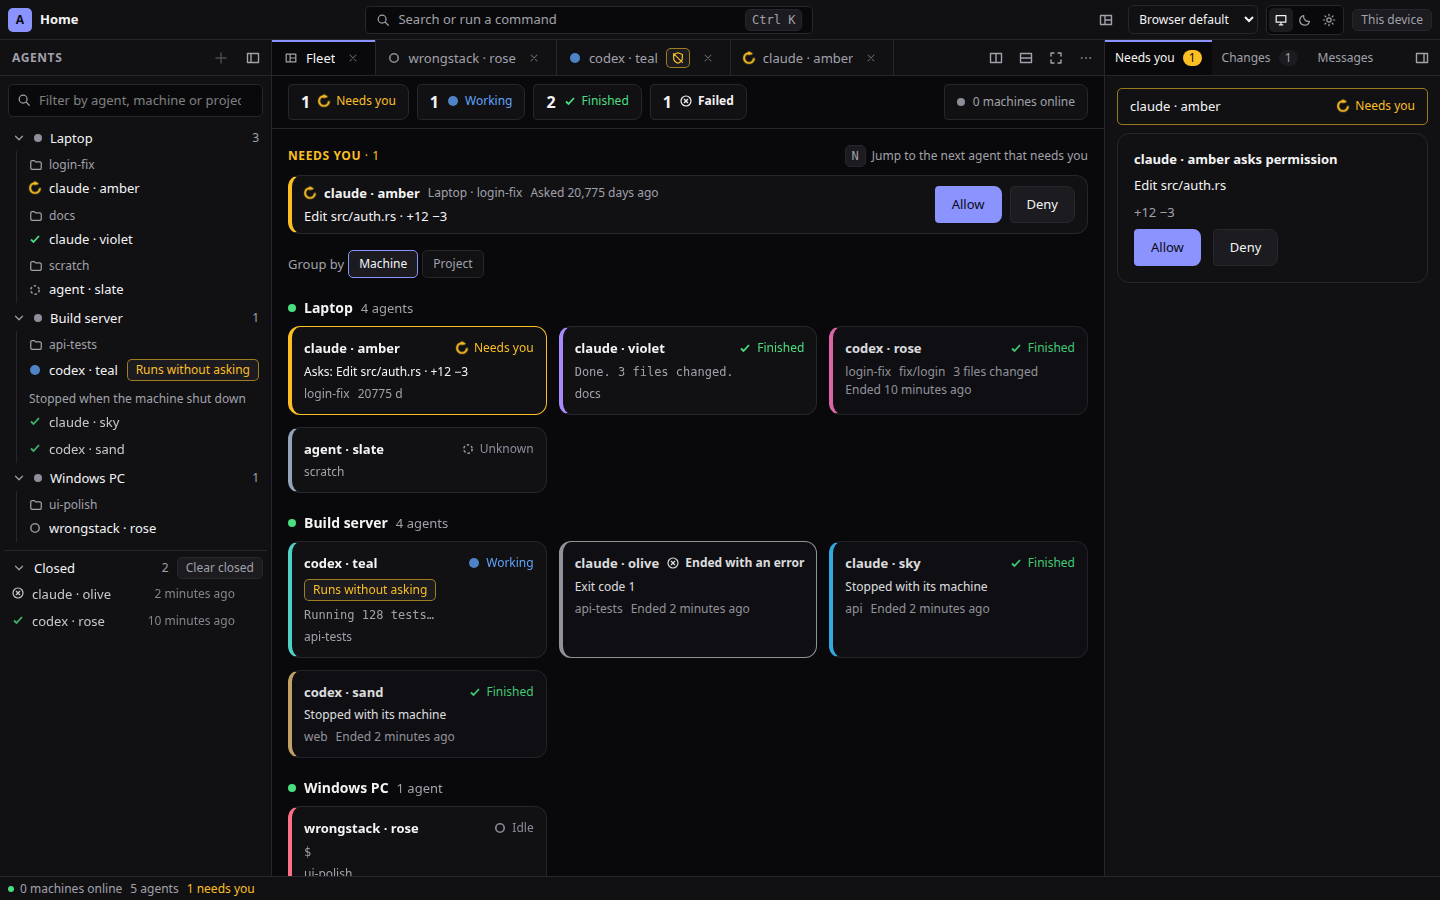 A Home
Search or run a command Ctrl K
Browser default
This device
AGENTS
Filter by agent, machine or projec
Laptop 3
login-fix
claude · amber
docs
claude · violet
scratch
agent · slate
Build server 1
api-tests
codex · teal Runs without asking
Stopped when the machine shut down
claude · sky
codex · sand
Windows PC 1
ui-polish
wrongstack · rose
Closed 2 Clear closed
claude · olive 2 minutes ago
codex · rose 10 minutes ago
Fleet
wrongstack · rose
codex · teal
claude · amber
1 Needs you
1 Working
2 Finished
1 Failed
0 machines online
NEEDS YOU · 1
N Jump to the next agent that needs you
claude · amber Laptop · login-fix Asked 20,775 days ago
Edit src/auth.rs · +12 −3
Allow
Deny
Group by Machine Project
Laptop 4 agents
claude · amber Needs you
Asks: Edit src/auth.rs · +12 −3
login-fix 20775 d
claude · violet Finished
Done. 3 files changed.
docs
codex · rose Finished
login-fix fix/login 3 files changed
Ended 10 minutes ago
agent · slate Unknown
scratch
Build server 4 agents
codex · teal Working
Runs without asking
Running 128 tests…
api-tests
claude · olive Ended with an error
Exit code 1
api-tests Ended 2 minutes ago
claude · sky Finished
Stopped with its machine
api Ended 2 minutes ago
codex · sand Finished
Stopped with its machine
web Ended 2 minutes ago
Windows PC 1 agent
wrongstack · rose Idle
$
ui-polish
Needs you 1
Changes 1
Messages
claude · amber Needs you
claude · amber asks permission
Edit src/auth.rs
+12 −3
Allow
Deny
0 machines online 5 agents 1 needs you